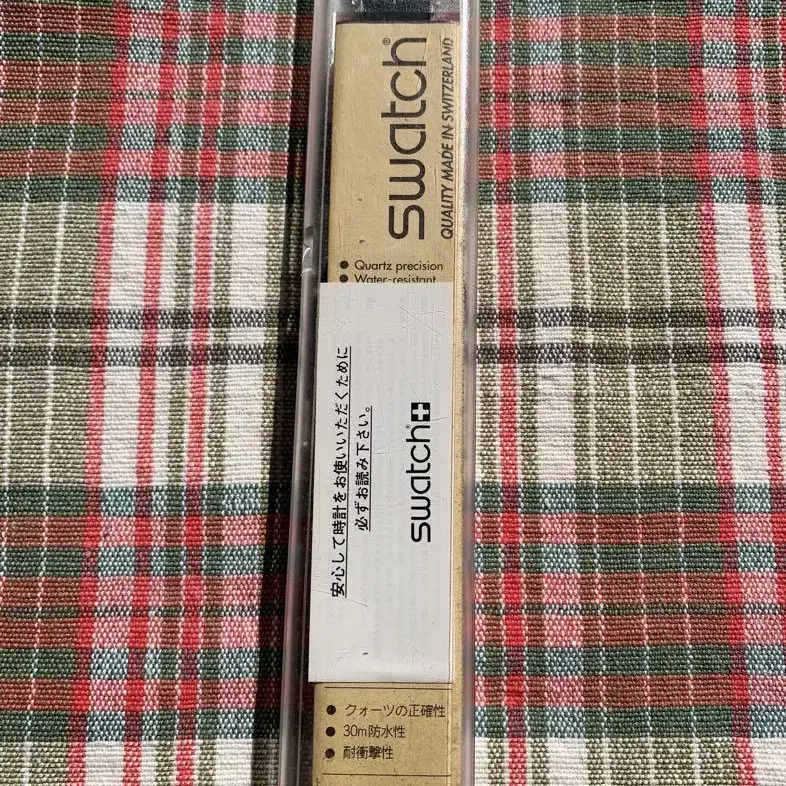 swatch®
QUALITY MADE IN SWITZERLAND
● Quartz precision
● Water-resistant
安心して時計をお使いいただくために
必ずお読み下さい。
swatch®
● クォーツの正確性
● 30m防水性
● 耐衝撃性